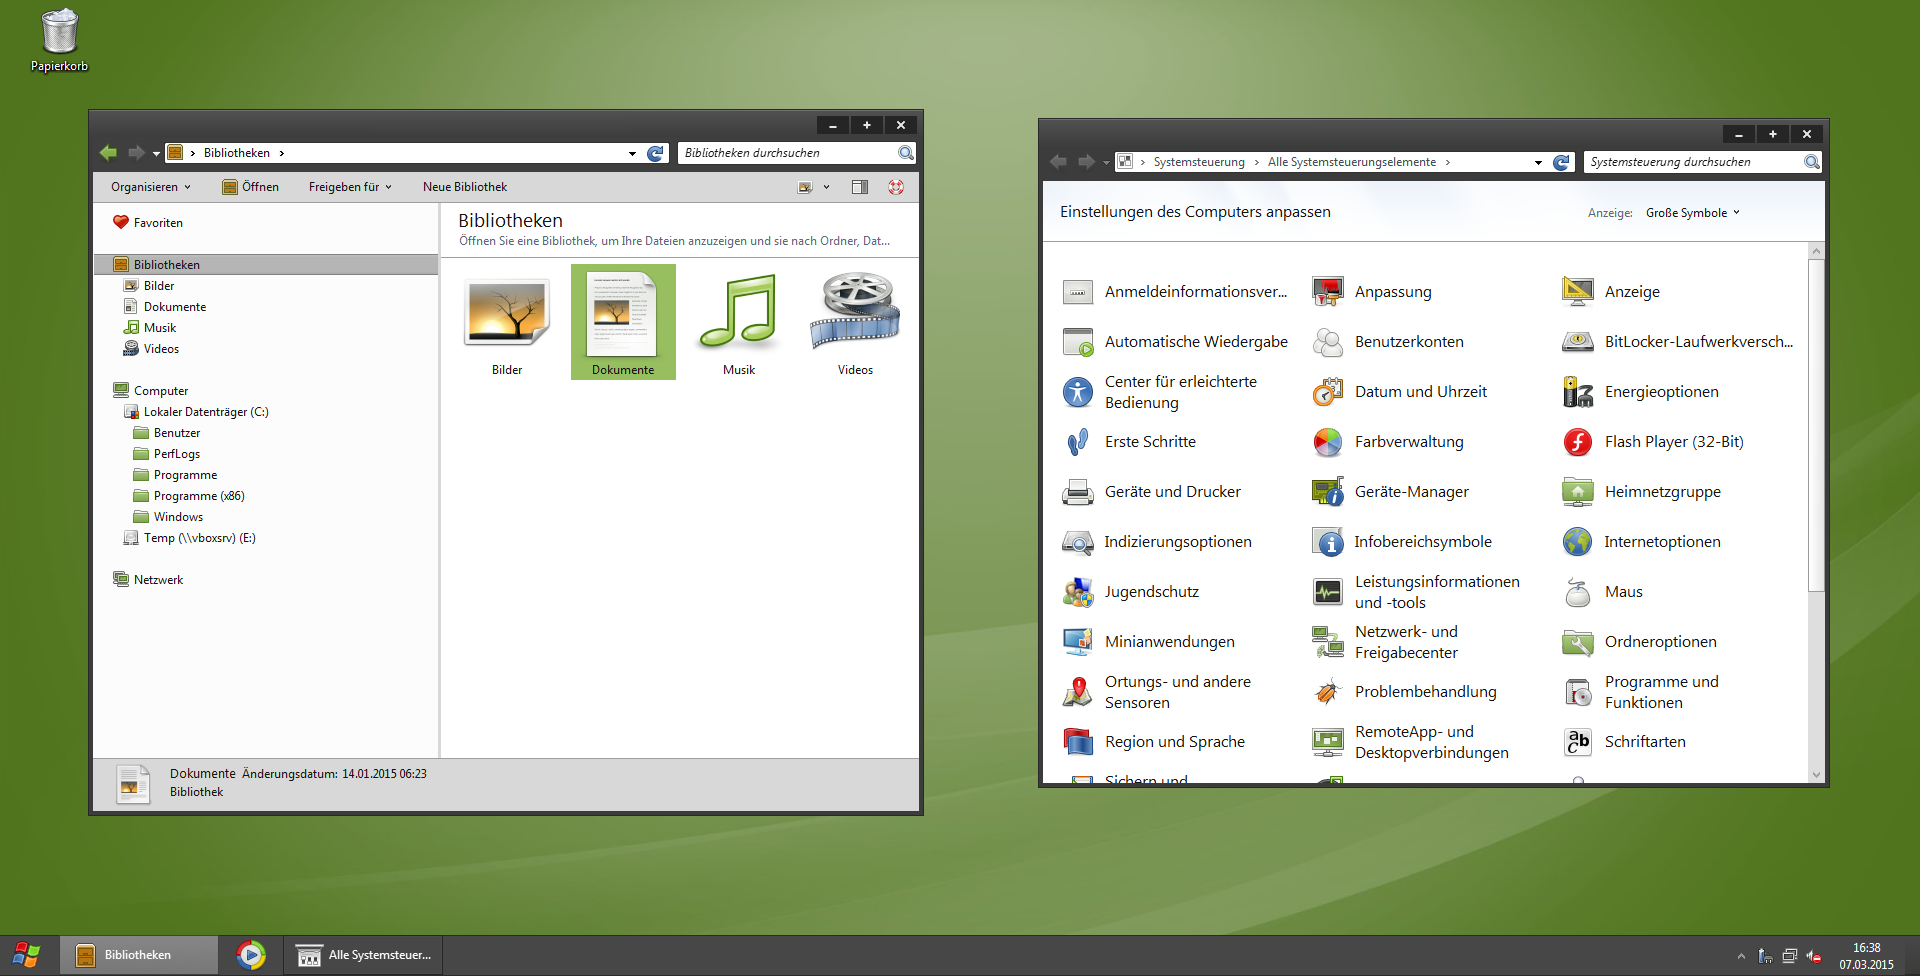 Papierkorb
Bibliotheken
Bibliotheken durchsuchen
Organisieren
Öffnen
Freigeben für
Neue Bibliothek
Favoriten
Bibliotheken
Bilder
Dokumente
Musik
Videos
Computer
Lokaler Datenträger (C:)
Benutzer
PerfLogs
Programme
Programme (x86)
Windows
Temp (\\vboxsrv) (E:)
Netzwerk
Bibliotheken
Öffnen Sie eine Bibliothek, um Ihre Dateien anzuzeigen und sie nach Ordner, Dat...
Bilder
Dokumente
Musik
Videos
Dokumente Änderungsdatum: 14.01.2015 06:23
Bibliothek
Systemsteuerung
Alle Systemsteuerungselemente
Systemsteuerung durchsuchen
Einstellungen des Computers anpassen
Anzeige: Große Symbole
Anmeldeinformationsver...
Anpassung
Anzeige
Automatische Wiedergabe
Benutzerkonten
BitLocker-Laufwerkversch...
Center für erleichterte
Bedienung
Datum und Uhrzeit
Energieoptionen
Erste Schritte
Farbverwaltung
Flash Player (32-Bit)
Geräte und Drucker
Geräte-Manager
Heimnetzgruppe
Indizierungsoptionen
Infobereichsymbole
Internetoptionen
Jugendschutz
Leistungsinformationen
und -tools
Maus
Minianwendungen
Netzwerk- und
Freigabecenter
Ordneroptionen
Ortungs- und andere
Sensoren
Problembehandlung
Programme und
Funktionen
Region und Sprache
RemoteApp- und
Desktopverbindungen
abc
Schriftarten
Sichern und
Bibliotheken
Alle Systemsteuer...
16:38
07.03.2015